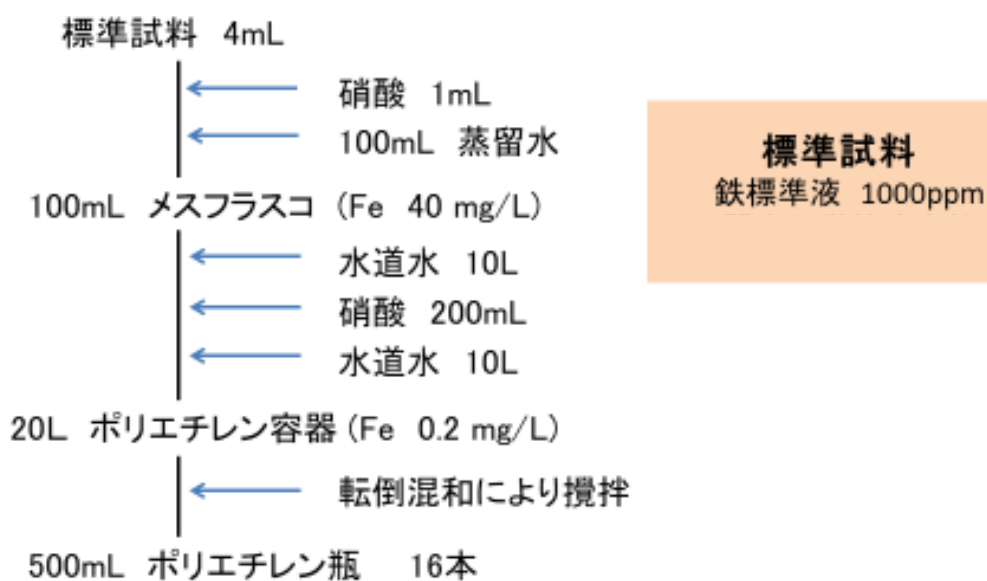 標準試料 4mL
硝酸 1mL
100mL 蒸留水
100mL メスフラスコ (Fe 40 mg/L)
水道水 10L
硝酸 200mL
水道水 10L
20L ポリエチレン容器 (Fe 0.2 mg/L)
転倒混和により攪拌
500mL ポリエチレン瓶 16本
標準試料
鉄標準液 1000ppm